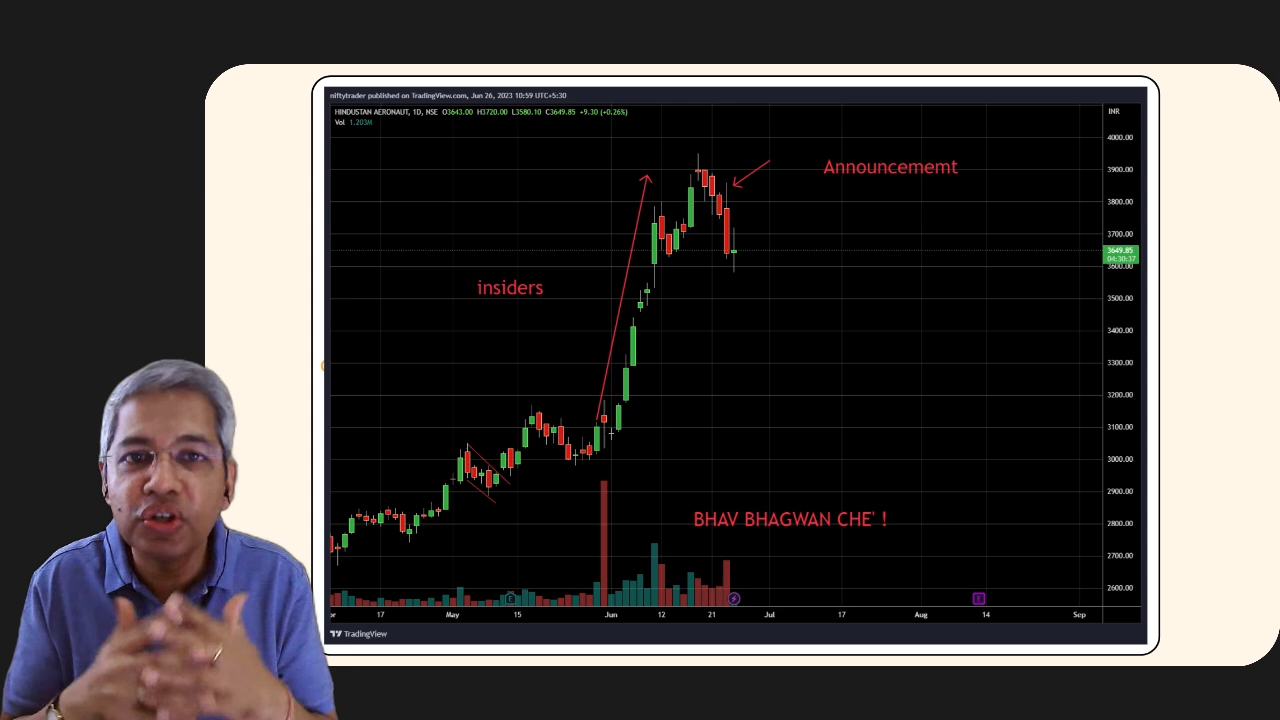 niftytrader published on TradingView.com, Jun 26, 2023 10:59 UTC+5:30
HINDUSTAN AERONAUT, 1D, NSE O3643.00 H3720.00 L3580.10 C3649.85 +9.30 (+0.26%)
INR
Vol 1.203M
4000.00
Announcememt
3900.00
3800.00
3700.00
3649.85
04:30:37
3600.00
insiders
3500.00
3400.00
3300.00
3200.00
3100.00
3000.00
2900.00
BHAV BHAGWAN CHE' !
2800.00
2700.00
2600.00
E
E
17 May 15 Jun 12 21 Jul 17 Aug 14 Sep
TradingView